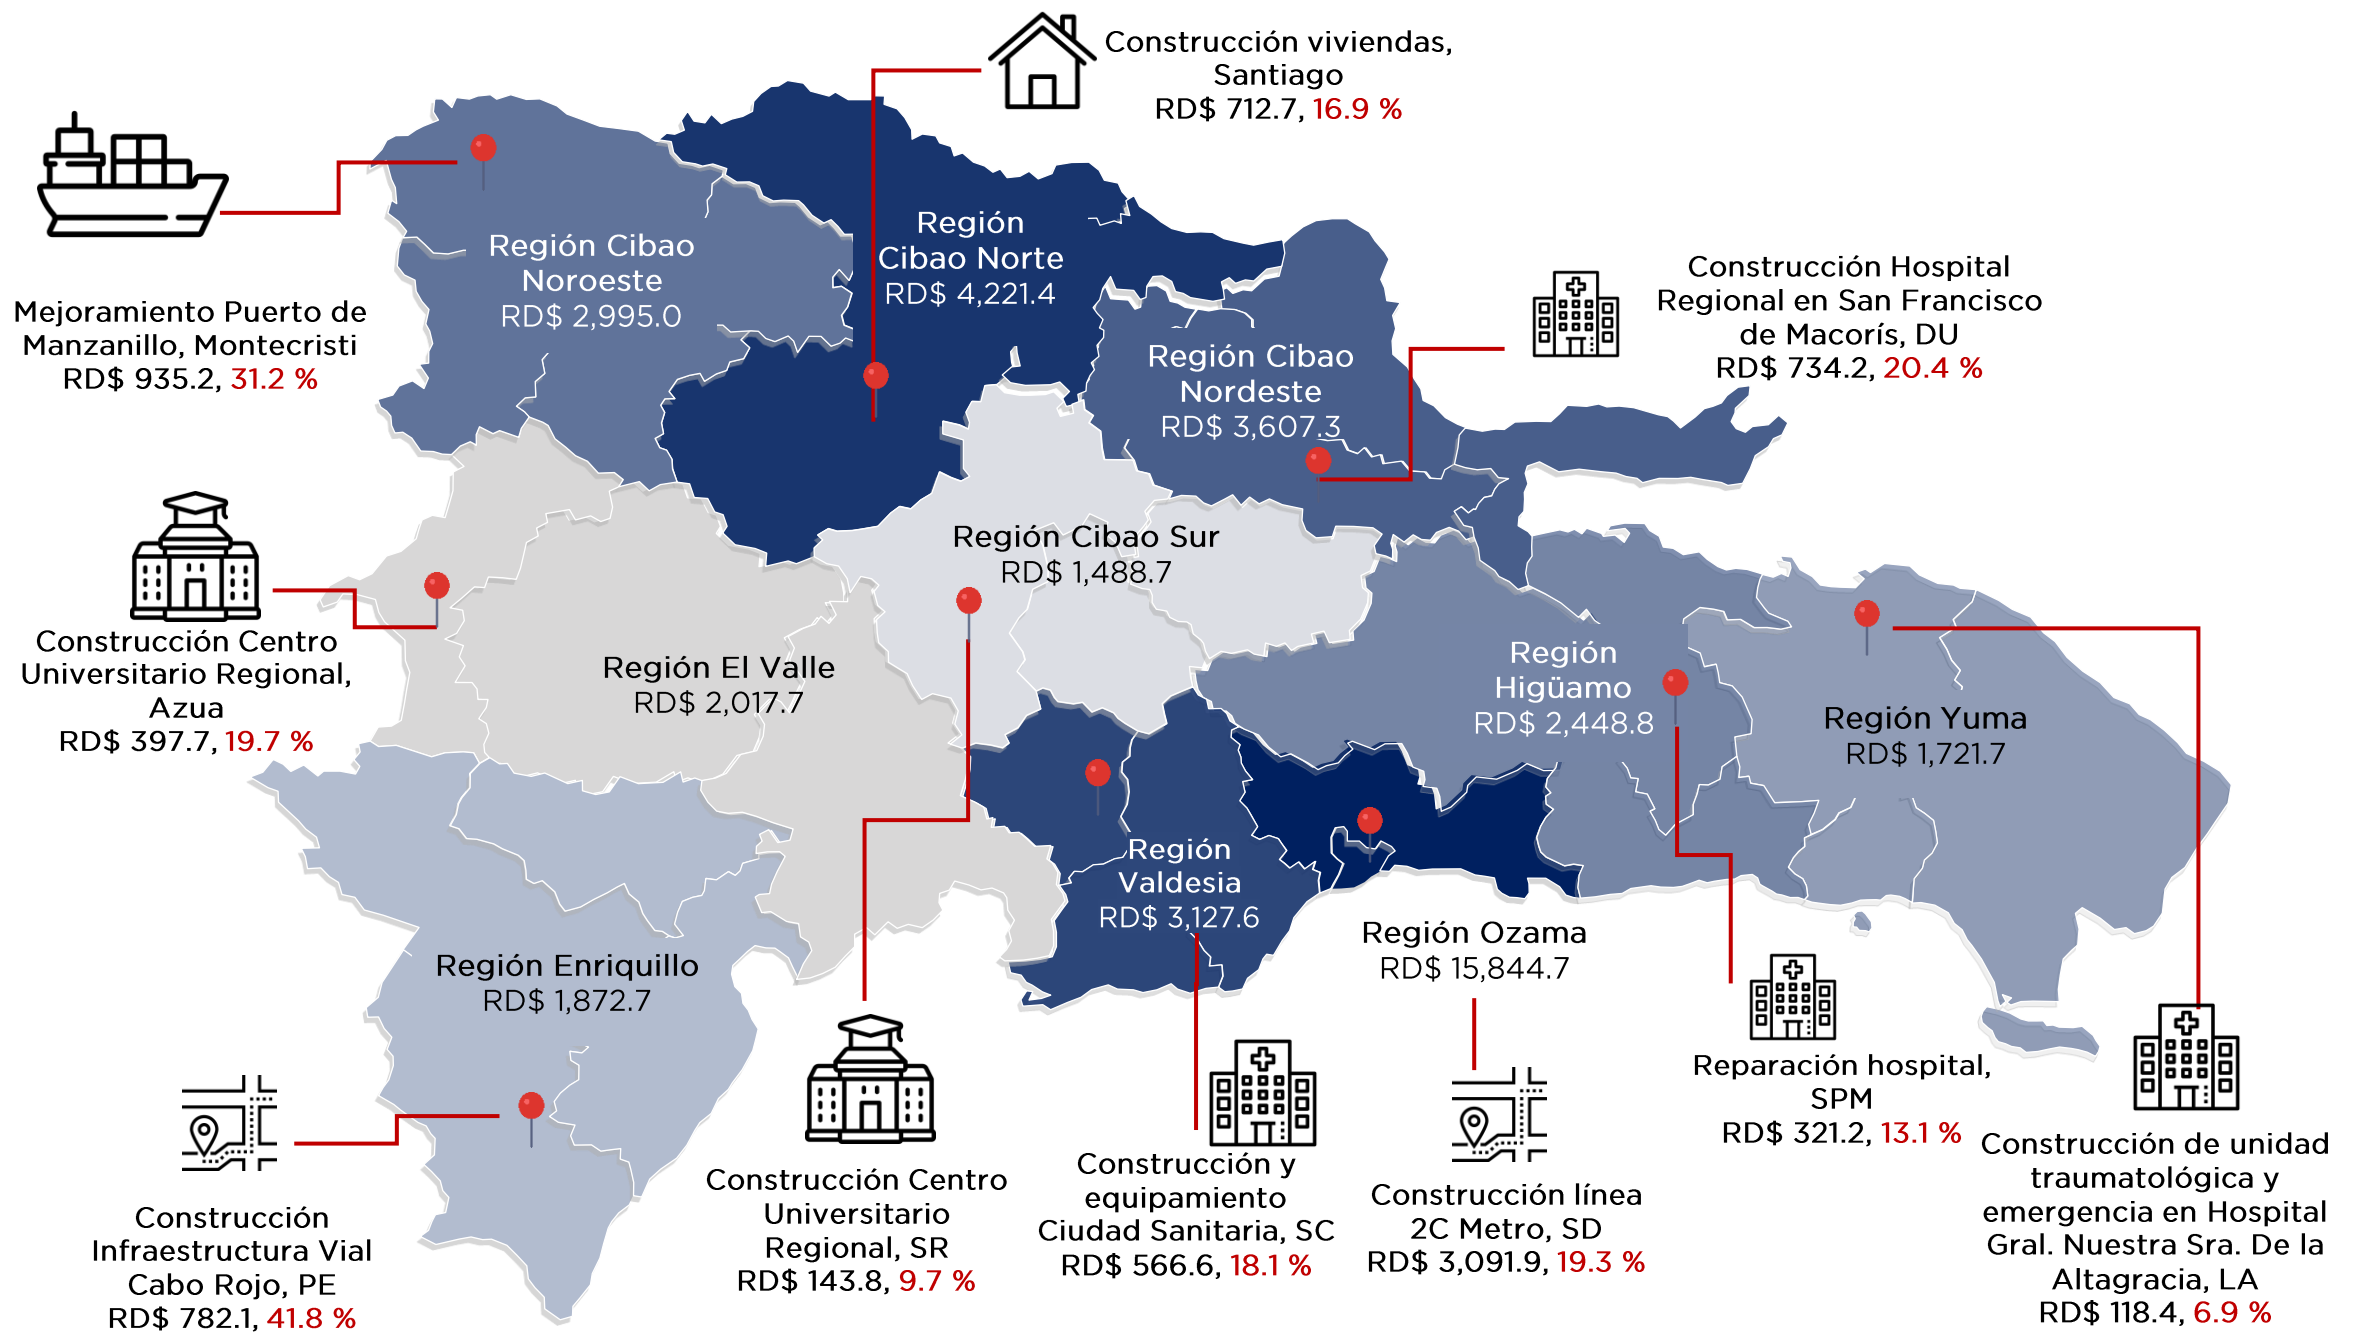 Construcción viviendas,
Santiago
RD$ 712.7, 16.9 %
Región
Cibao Norte
RD$ 4,221.4
Región Cibao
Noroeste
RD$ 2,995.0
Mejoramiento Puerto de
Manzanillo, Montecristi
RD$ 935.2, 31.2 %
Construcción Hospital
Regional en San Francisco
de Macorís, DU
RD$ 734.2, 20.4 %
Región Cibao
Nordeste
RD$ 3,607.3
Región Cibao Sur
RD$ 1,488.7
Construcción Centro
Universitario Regional,
Azua
RD$ 397.7, 19.7 %
Región El Valle
RD$ 2,017.7
Región
Higüamo
RD$ 2,448.8
Región Yuma
RD$ 1,721.7
Región
Valdesia
RD$ 3,127.6
Región Ozama
RD$ 15,844.7
Región Enriquillo
RD$ 1,872.7
Construcción
Infraestructura Vial
Cabo Rojo, PE
RD$ 782.1, 41.8 %
Construcción Centro
Universitario
Regional, SR
RD$ 143.8, 9.7 %
Construcción y
equipamiento
Ciudad Sanitaria, SC
RD$ 566.6, 18.1 %
Construcción línea
2C Metro, SD
RD$ 3,091.9, 19.3 %
Reparación hospital,
SPM
RD$ 321.2, 13.1 %
Construcción de unidad
traumatológica y
emergencia en Hospital
Gral. Nuestra Sra. De la
Altagracia, LA
RD$ 118.4, 6.9 %